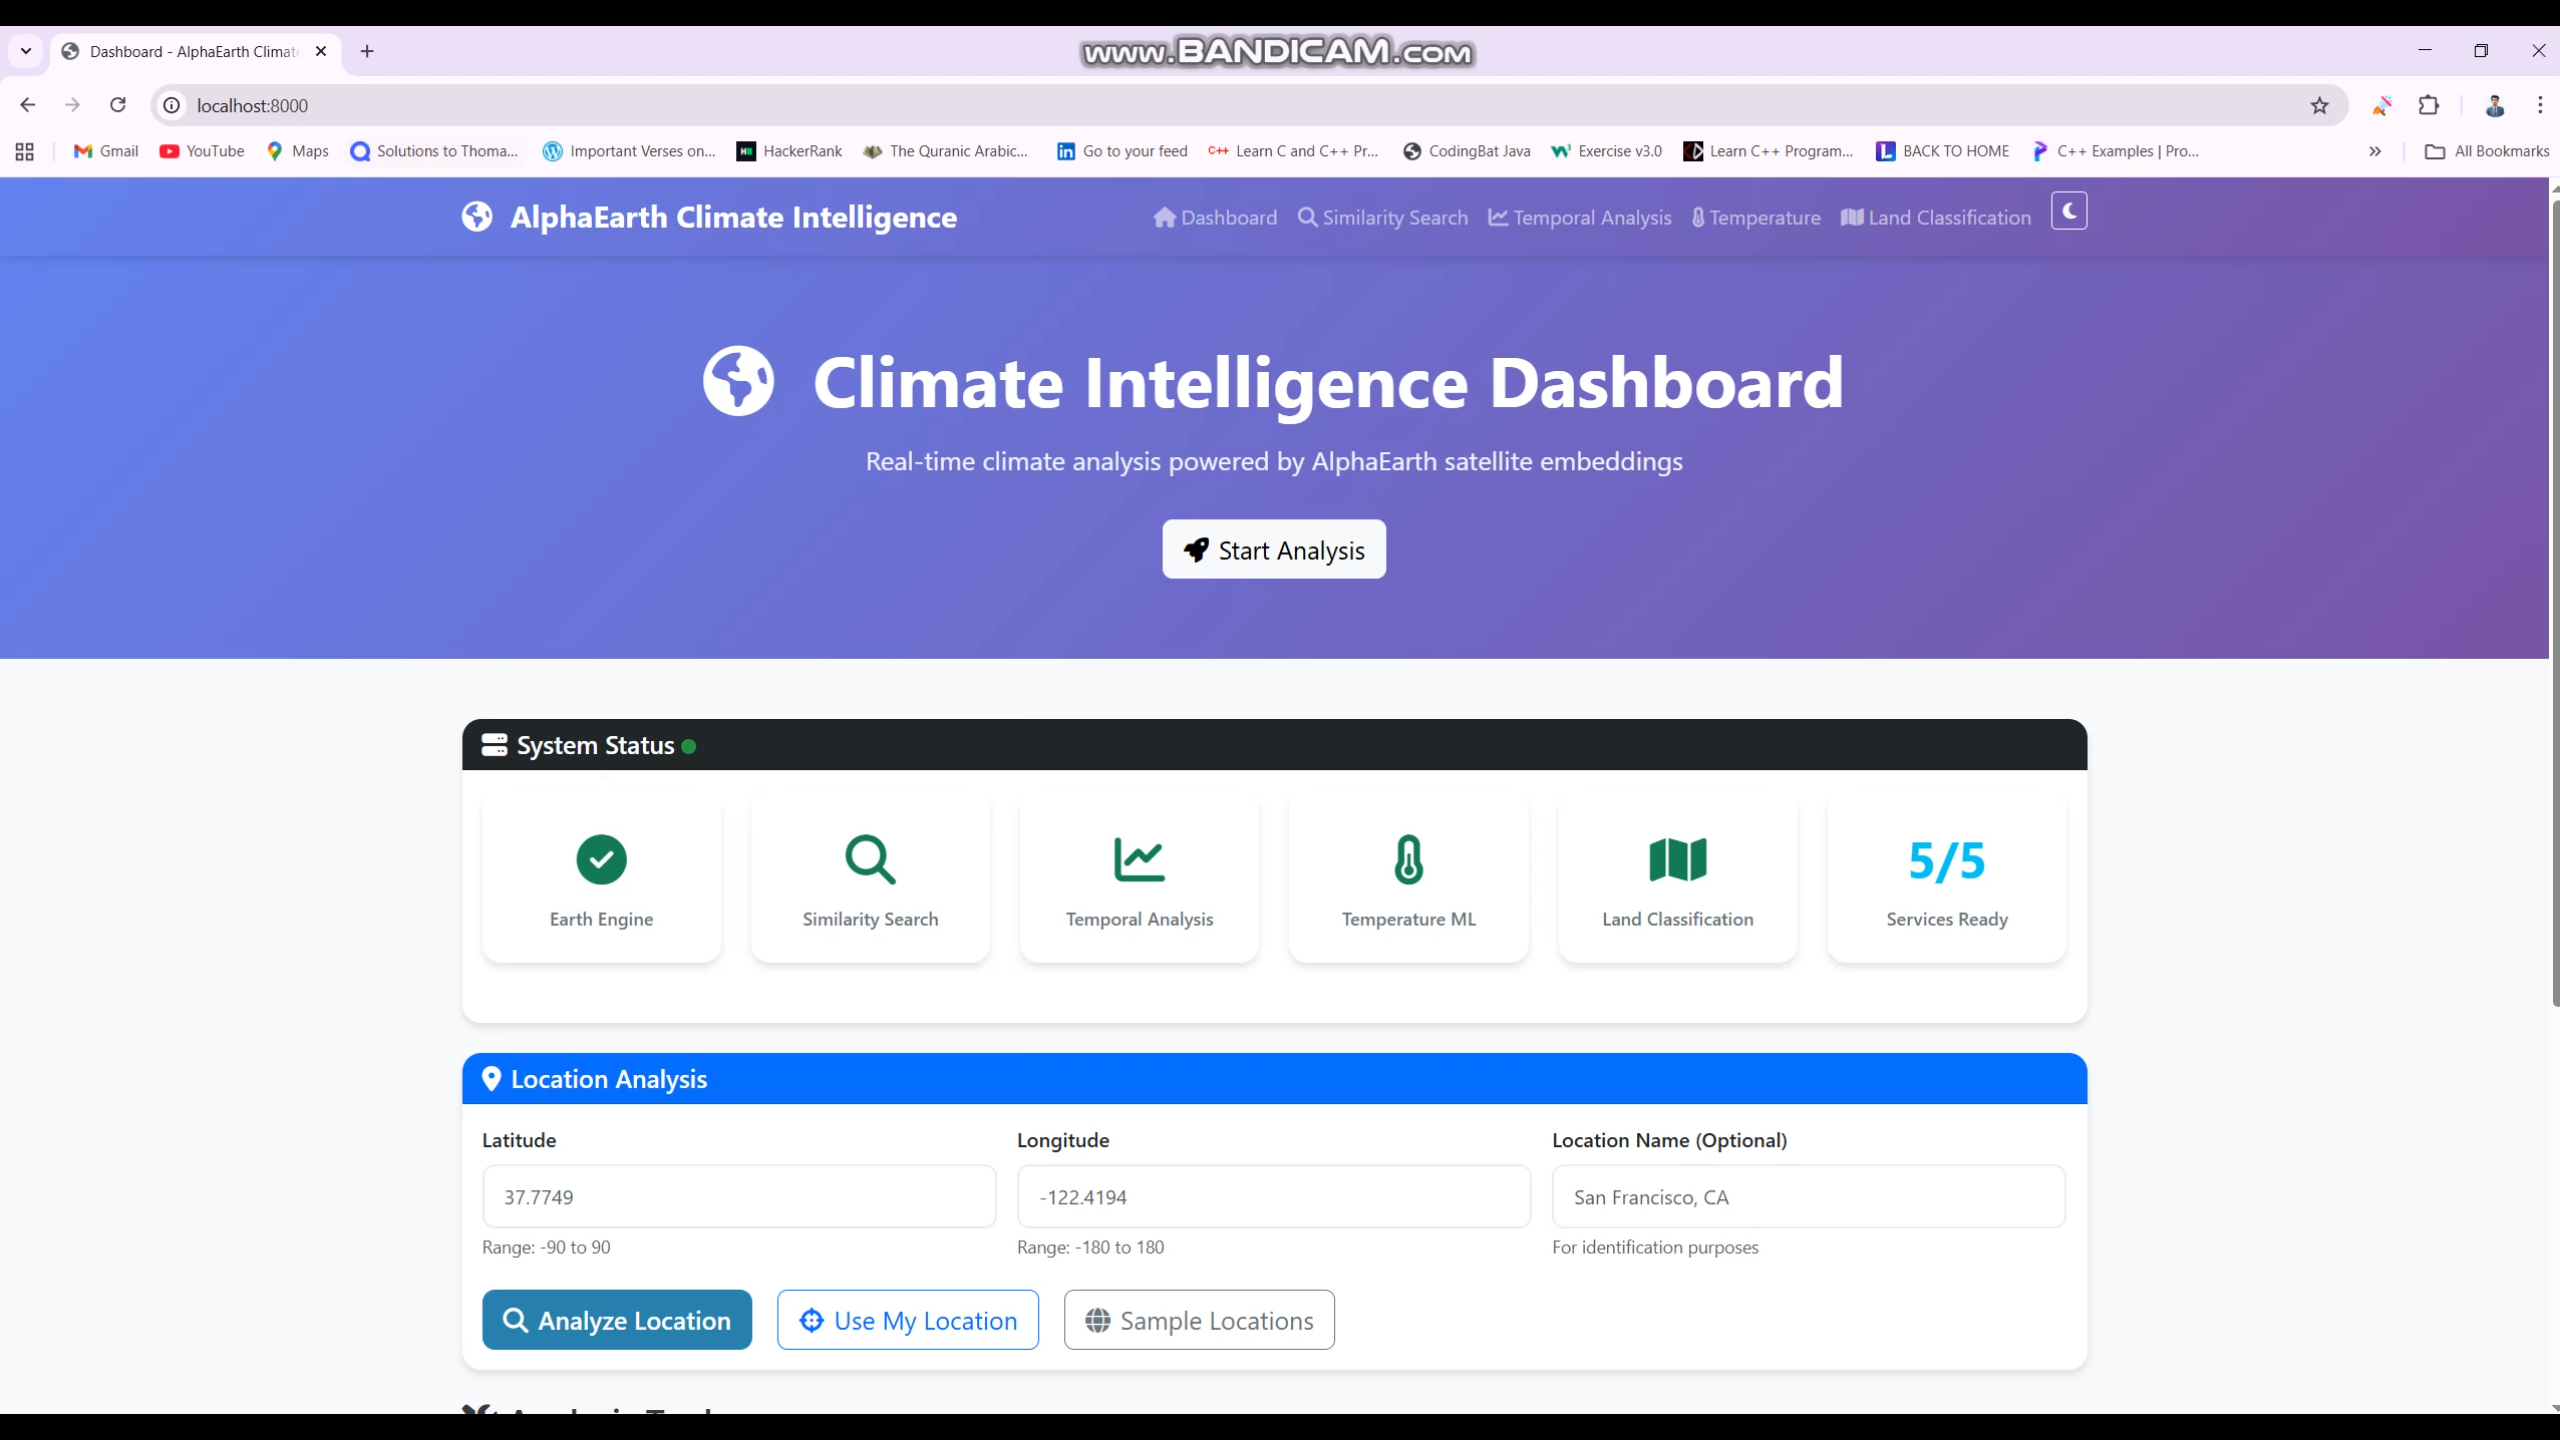 Dashboard - AlphaEarth Climat
www.BANDICAM.com
localhost:8000
Gmail YouTube Maps Solutions to Thoma... Important Verses on... HackerRank The Quranic Arabic... Go to your feed Learn C and C++ Pr... CodingBat Java Exercise v3.0 Learn C++ Program... BACK TO HOME C++ Examples | Pro... » All Bookmarks
AlphaEarth Climate Intelligence Dashboard Similarity Search Temporal Analysis Temperature Land Classification
Climate Intelligence Dashboard
Real-time climate analysis powered by AlphaEarth satellite embeddings
Start Analysis
System Status
5/5
Earth Engine Similarity Search Temporal Analysis Temperature ML Land Classification Services Ready
Location Analysis
Latitude Longitude Location Name (Optional)
37.7749 -122.4194 San Francisco, CA
Range: -90 to 90 Range: -180 to 180 For identification purposes
Analyze Location Use My Location Sample Locations